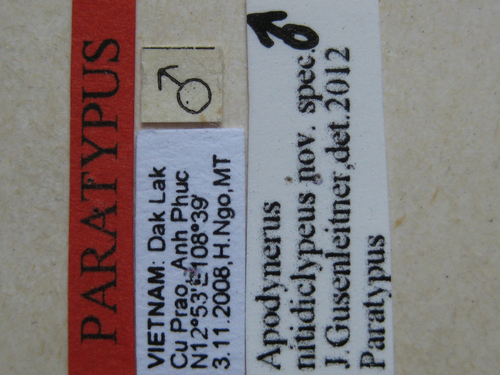 PARATYPUS
♂
VIETNAM: Dak Lak
Cu Prao, Anh Phuc
N12°53'E108°39'
3.11.2008, H.Ngo, MT
♂
Apodynerus
nitidiclypeus nov. spec.
J.Gusenleitner,det.2012
Paratypus